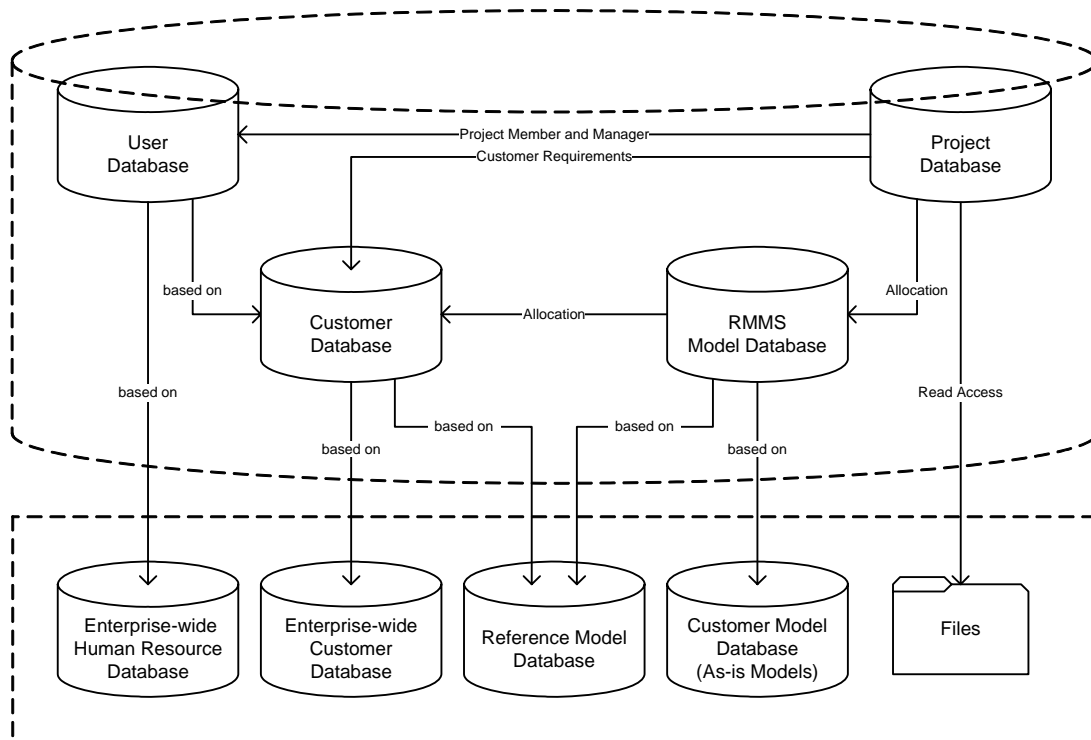 User
Database
Project Member and Manager
Customer Requirements
Project
Database
based on
Customer
Database
Allocation
RMMS
Model Database
Allocation
based on
Read Access
based on
based on
based on
based on
Enterprise-wide
Human Resource
Database
Enterprise-wide
Customer
Database
Reference Model
Database
Customer Model
Database
(As-is Models)
Files